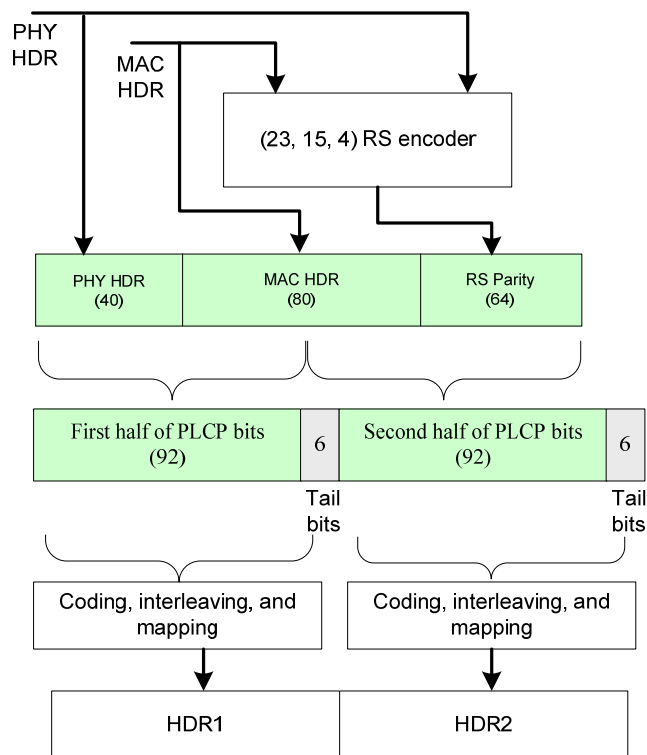 PHY
HDR
MAC
HDR
(23, 15, 4) RS encoder
PHY HDR
(40)
MAC HDR
(80)
RS Parity
(64)
First half of PLCP bits
(92)
6
Second half of PLCP bits
(92)
6
Tail
bits
Tail
bits
Coding, interleaving, and
mapping
Coding, interleaving, and
mapping
HDR1
HDR2